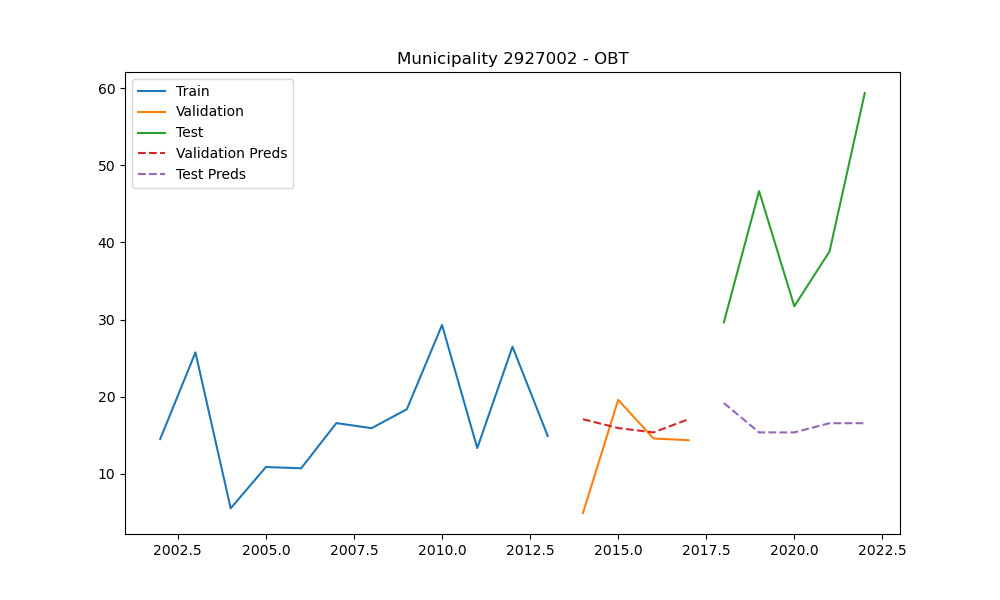 Municipality 2927002 - OBT
Train
Validation
Test
Validation Preds
Test Preds
60
50
40
30
20
10
2002.5 2005.0 2007.5 2010.0 2012.5 2015.0 2017.5 2020.0 2022.5